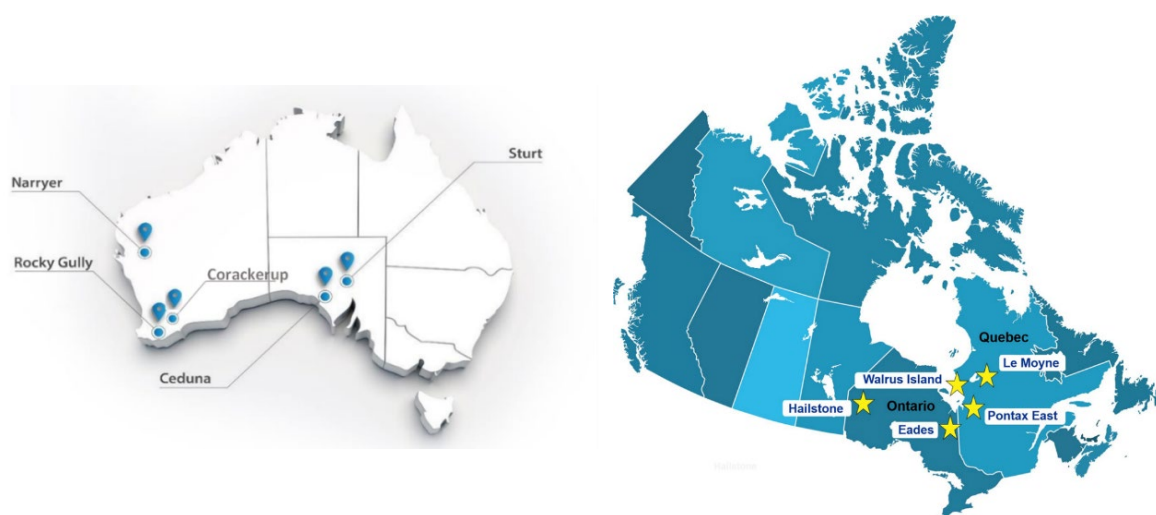 Narryer
Sturt
Rocky Gully
Corackerup
Ceduna
Quebec
Le Moyne
Walrus Island
Hailstone
Ontario
Pontax East
Eades